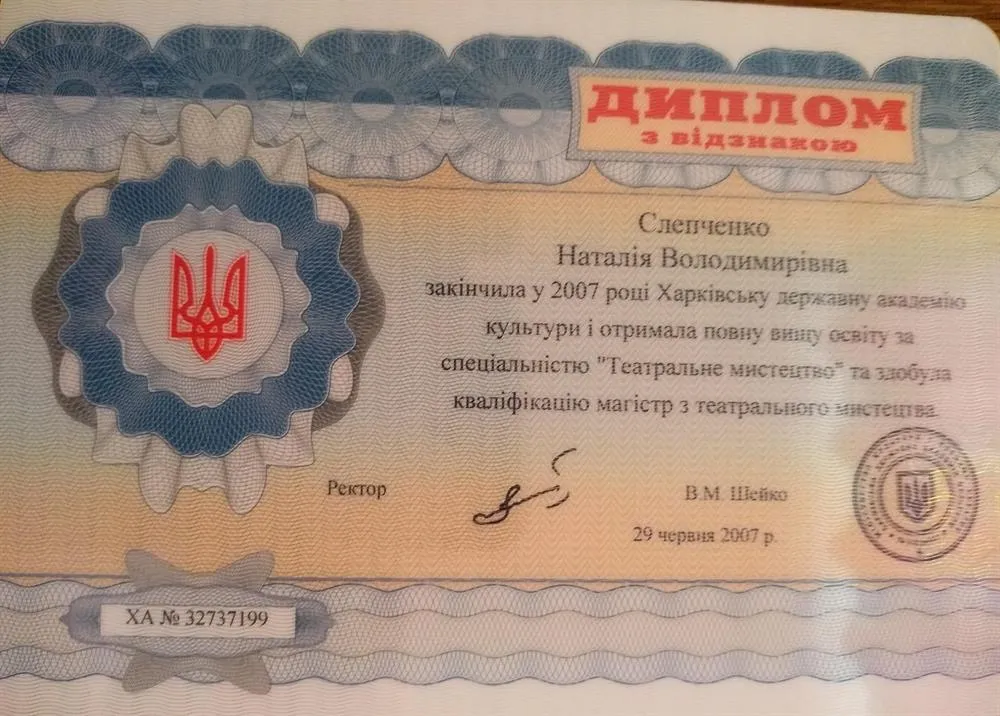 ДИПЛОМ
з відзнакою
Слепченко
Наталія Володимирівна
закінчила у 2007 році Харківську державну академію
культури і отримала повну вищу освіту за
спеціальністю "Театральне мистецтво" та здобула
кваліфікацію магістр з театрального мистецтва.
Ректор
В.М. Шейко
29 червня 2007 р.
ХА № 32737199